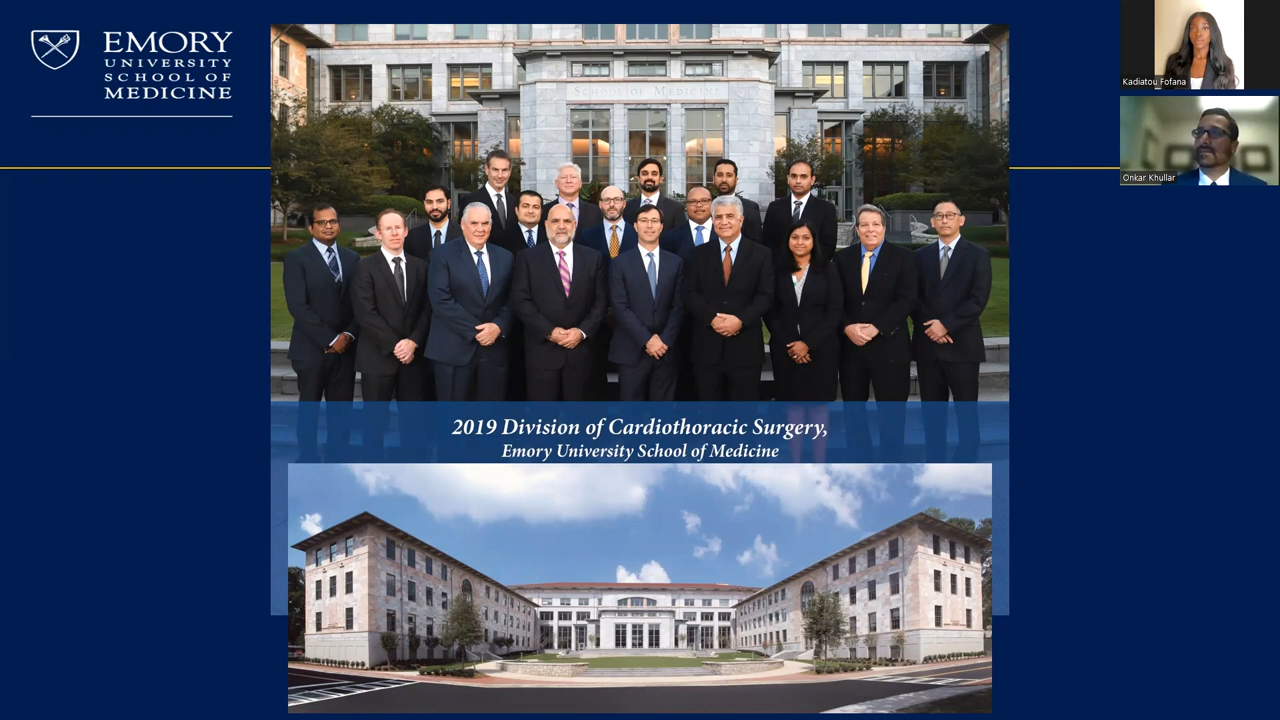 EMORY
UNIVERSITY
SCHOOL OF
MEDICINE
SCHOOL OF MEDICINE
2019 Division of Cardiothoracic Surgery,
Emory University School of Medicine
Kadiatou Fofana
Onkar Khullar